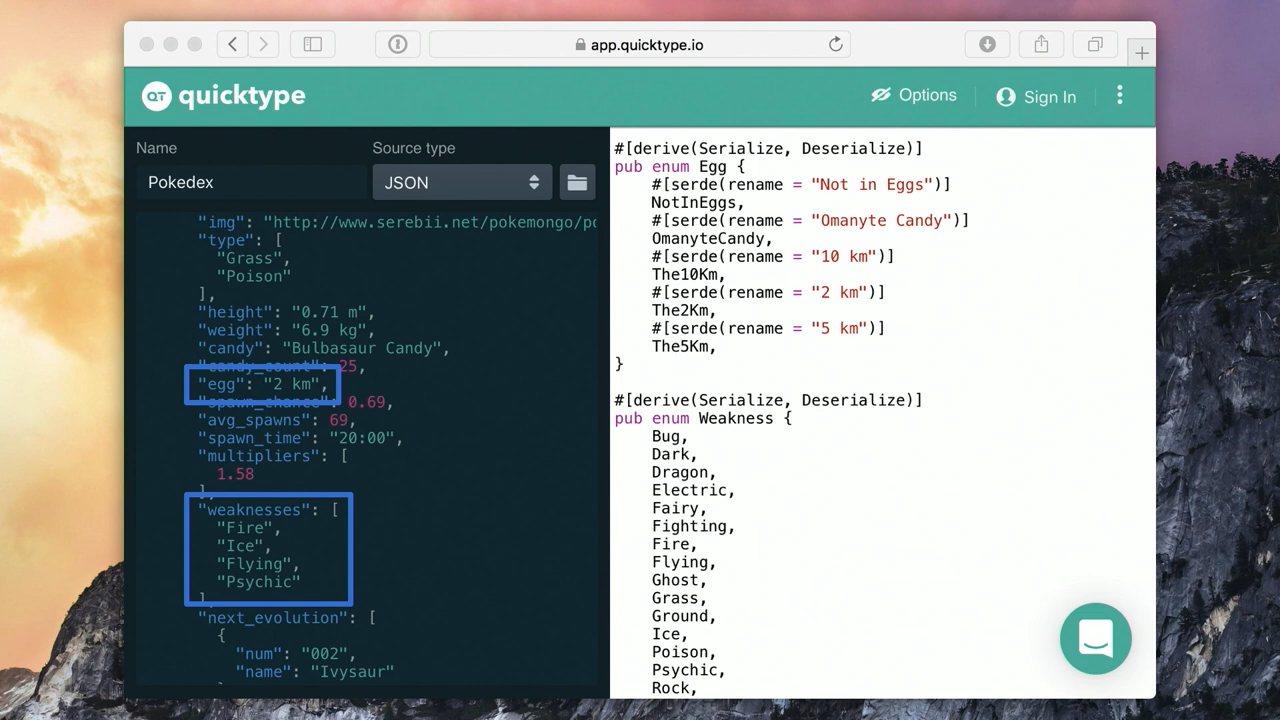 app.quicktype.io
QT quicktype
Options
Sign In
Name
Source type
Pokedex
JSON
"img": "http://www.serebii.net/pokemongo/po
"type": [
"Grass",
"Poison"
],
"height": "0.71 m",
"weight": "6.9 kg",
"candy": "Bulbasaur Candy",
"candy_count": 25,
"egg": "2 km",
"spawn_chance": 0.69,
"avg_spawns": 69,
"spawn_time": "20:00",
"multipliers": [
1.58
],
"weaknesses": [
"Fire",
"Ice",
"Flying",
"Psychic"
],
"next_evolution": [
{
"num": "002",
"name": "Ivysaur"
#[derive(Serialize, Deserialize)]
pub enum Egg {
#[serde(rename = "Not in Eggs")]
NotInEggs,
#[serde(rename = "Omanyte Candy")]
OmanyteCandy,
#[serde(rename = "10 km")]
The10Km,
#[serde(rename = "2 km")]
The2Km,
#[serde(rename = "5 km")]
The5Km,
}
#[derive(Serialize, Deserialize)]
pub enum Weakness {
Bug,
Dark,
Dragon,
Electric,
Fairy,
Fighting,
Fire,
Flying,
Ghost,
Grass,
Ground,
Ice,
Poison,
Psychic,
Rock,